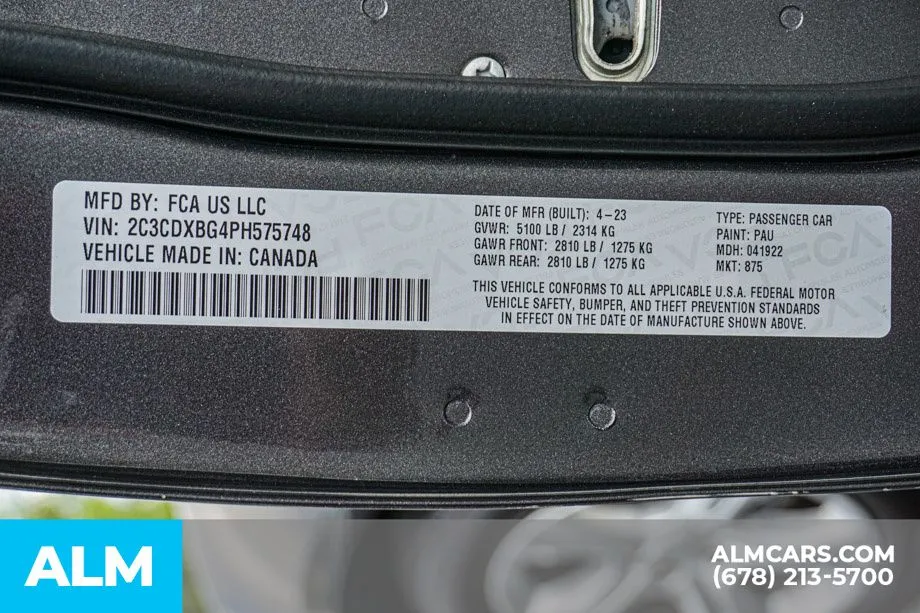 MFD BY: FCA US LLC
VIN: 2C3CDXBG4PH575748
VEHICLE MADE IN: CANADA
DATE OF MFR (BUILT): 4-23
GVWR: 5100 LB / 2314 KG
GAWR FRONT: 2810 LB / 1275 KG
GAWR REAR: 2810 LB / 1275 KG
TYPE: PASSENGER CAR
PAINT: PAU
MDH: 041922
MKT: 875
THIS VEHICLE CONFORMS TO ALL APPLICABLE U.S.A. FEDERAL MOTOR
VEHICLE SAFETY, BUMPER, AND THEFT PREVENTION STANDARDS
IN EFFECT ON THE DATE OF MANUFACTURE SHOWN ABOVE.
ALM
ALMCARS.COM
(678) 213-5700